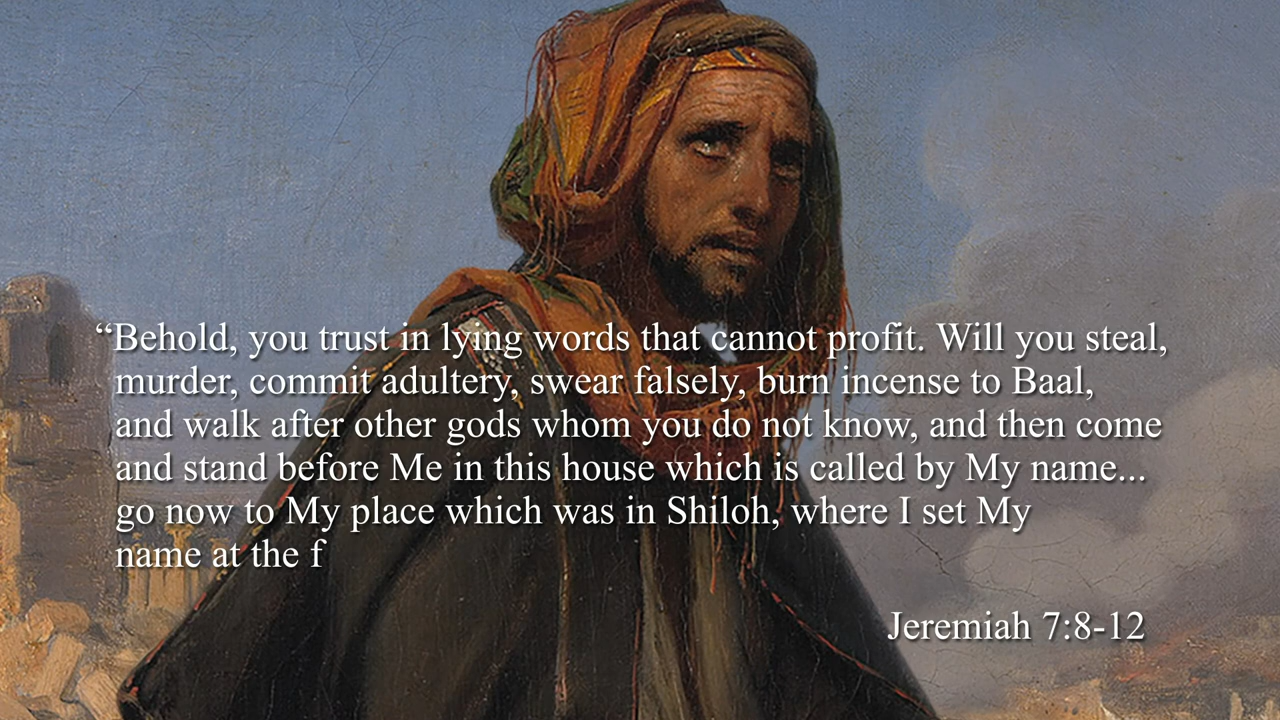 “Behold, you trust in lying words that cannot profit. Will you steal,
murder, commit adultery, swear falsely, burn incense to Baal,
and walk after other gods whom you do not know, and then come
and stand before Me in this house which is called by My name...
go now to My place which was in Shiloh, where I set My
name at the f
Jeremiah 7:8-12